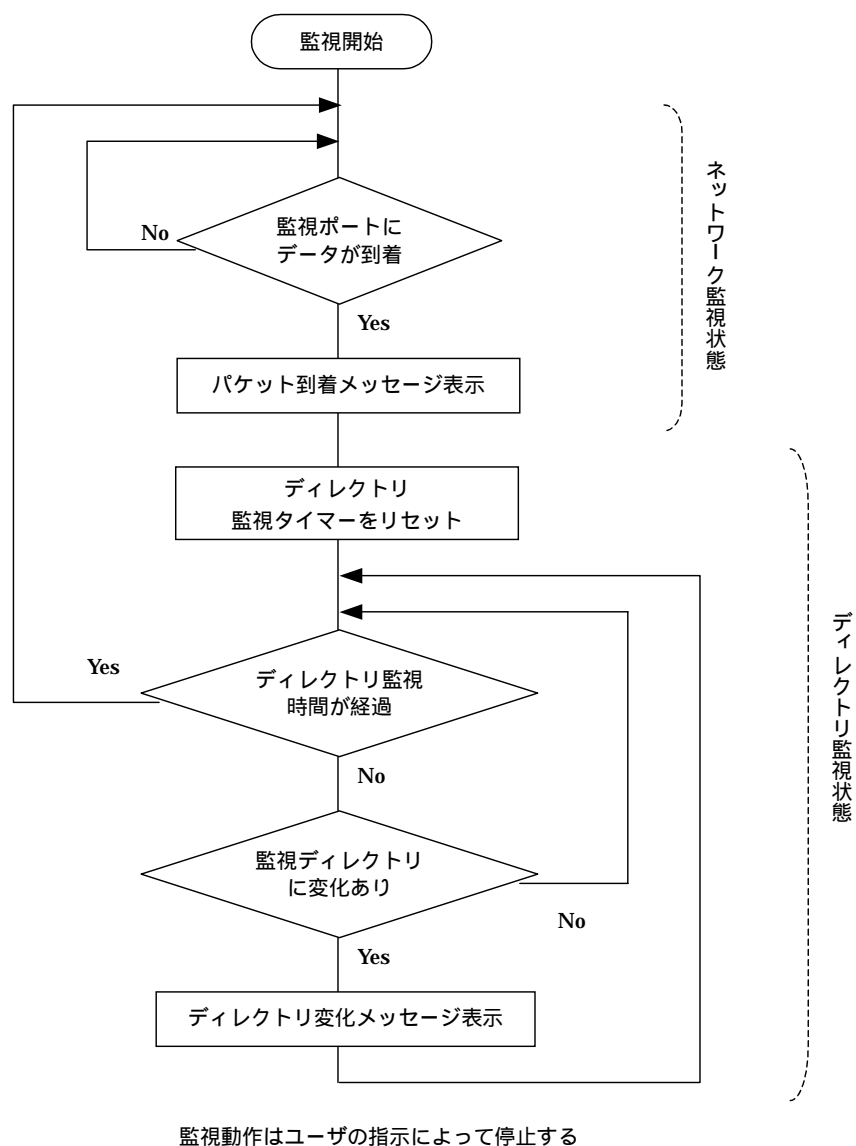 監視開始
ネットワーク監視状態
No
監視ポートに
データが到着
Yes
パケット到着メッセージ表示
ディレクトリ
監視タイマーをリセット
ディレクトリ監視状態
Yes
ディレクトリ監視
時間が経過
No
監視ディレクトリ
に変化あり
No
Yes
ディレクトリ変化メッセージ表示
監視動作はユーザの指示によって停止する